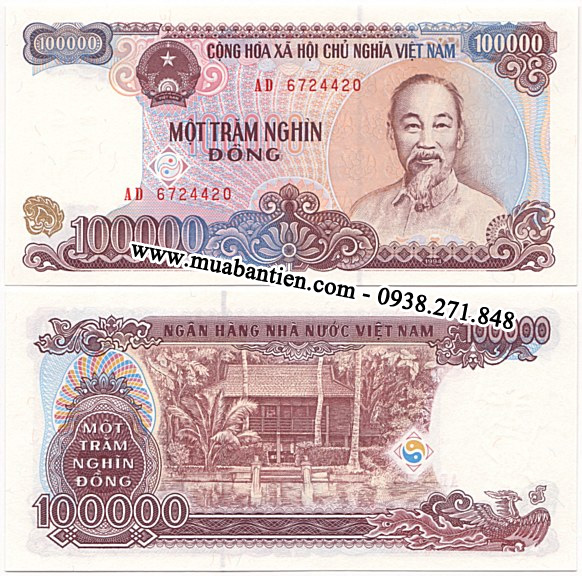 100000
CỘNG HÒA XÃ HỘI CHỦ NGHĨA VIỆT NAM
100000
AD 6724420
MỘT TRĂM NGHÌN
ĐỒNG
AD 6724420
100000
1994
www.muabantien.com - 0938.271.848
NGÂN HÀNG NHÀ NƯỚC VIỆT NAM
100000
MỘT
TRĂM
NGHÌN
ĐỒNG
100000